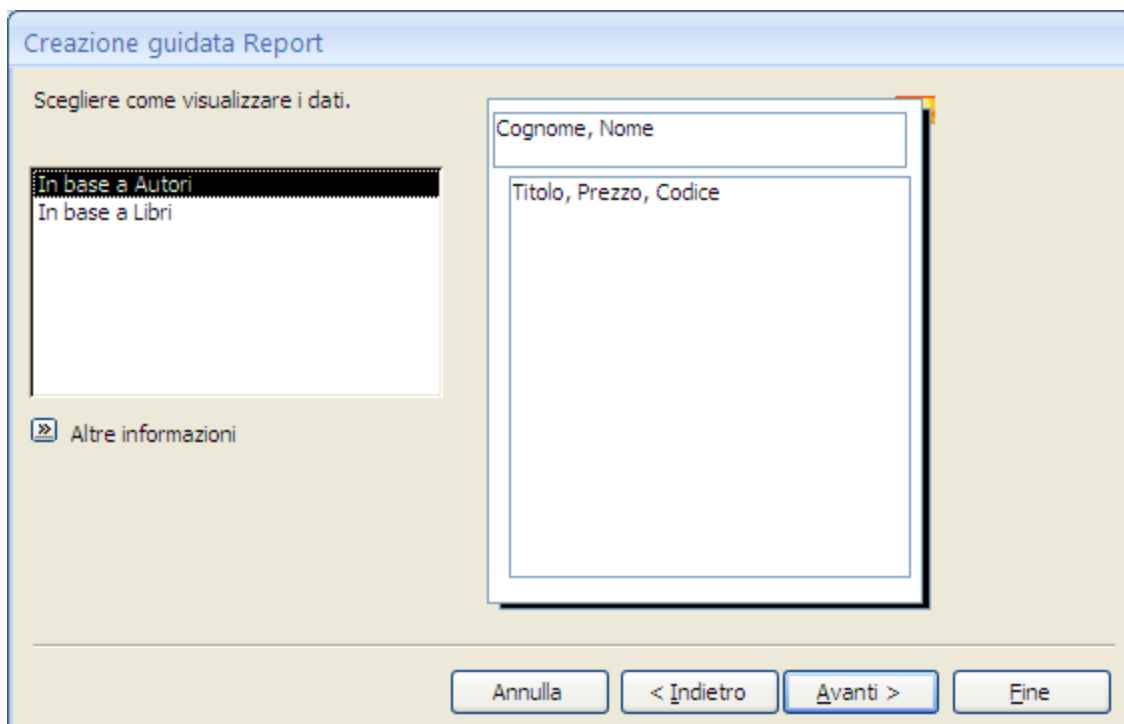 Creazione guidata Report
Scegliere come visualizzare i dati.
In base a Autori
In base a Libri
Altre informazioni
Cognome, Nome
Titolo, Prezzo, Codice
Annulla
< Indietro
Avanti >
Fine